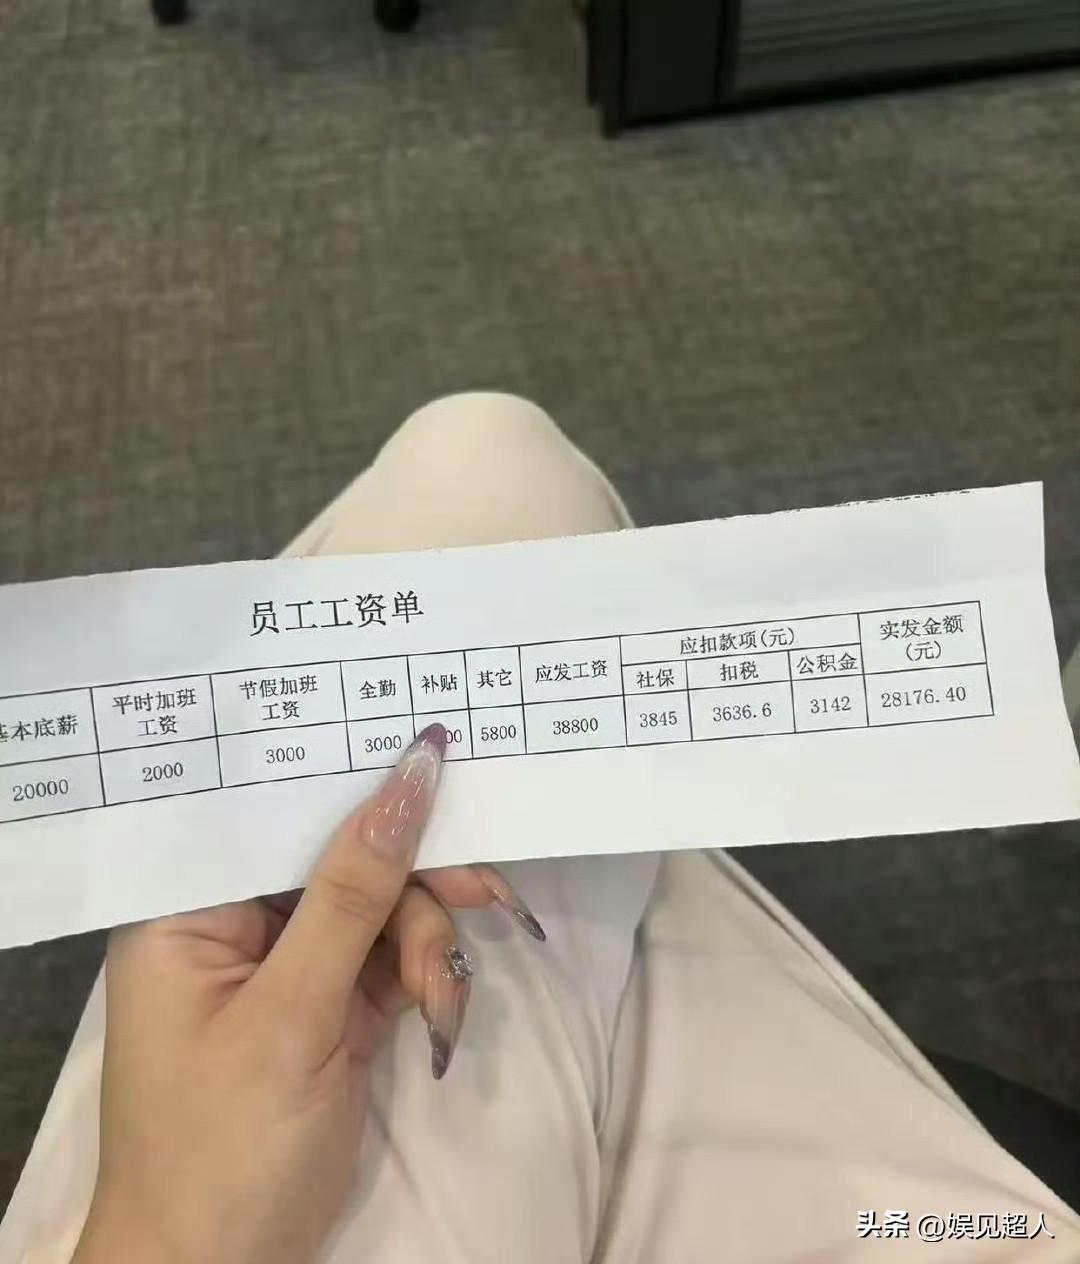 员工工资单
基本底薪 平时加班工资 节假加班工资 全勤 补贴 其它 应发工资 应扣款项(元) 实发金额(元)
社保 扣税 公积金
20000 2000 3000 3000 00 5800 38800 3845 3636.6 3142 28176.40
头条 @娱见超人